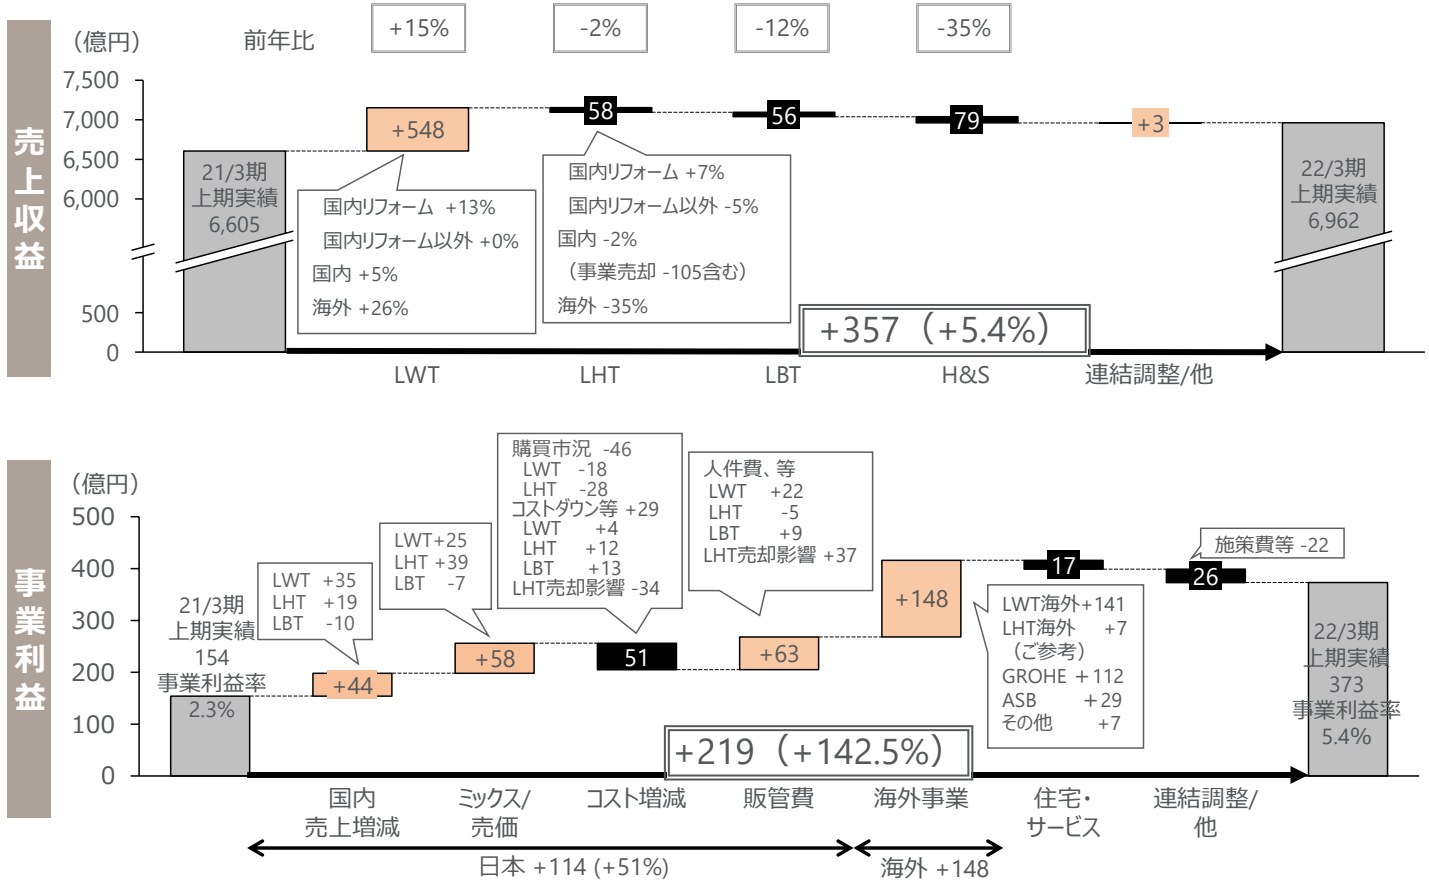 売上収益
（億円）
前年比
+15%
-2%
-12%
-35%
7,500
7,000
6,500
6,000
500
0
21/3期
上期実績
6,605
+548
58
56
79
+3
22/3期
上期実績
6,962
国内リフォーム +13%
国内リフォーム以外 +0%
国内 +5%
海外 +26%
国内リフォーム +7%
国内リフォーム以外 -5%
国内 -2%
（事業売却 -105含む）
海外 -35%
+357（+5.4%）
LWT
LHT
LBT
H&S
連結調整/他
事業利益
（億円）
500
400
300
200
100
0
21/3期
上期実績
154
事業利益率
2.3%
LWT +35
LHT +19
LBT -10
+44
LWT+25
LHT +39
LBT -7
+58
購買市況 -46
LWT -18
LHT -28
コストダウン等 +29
LWT +4
LHT +12
LBT +13
LHT売却影響 -34
51
人件費、等
LWT +22
LHT -5
LBT +9
LHT売却影響 +37
+63
+148
LWT海外+141
LHT海外 +7
（ご参考）
GROHE +112
ASB +29
その他 +7
17
施策費等 -22
26
22/3期
上期実績
373
事業利益率
5.4%
+219（+142.5%）
国内
売上増減
ミックス/
売価
コスト増減
販管費
海外事業
住宅・
サービス
連結調整/
他
日本 +114 (+51%)
海外 +148